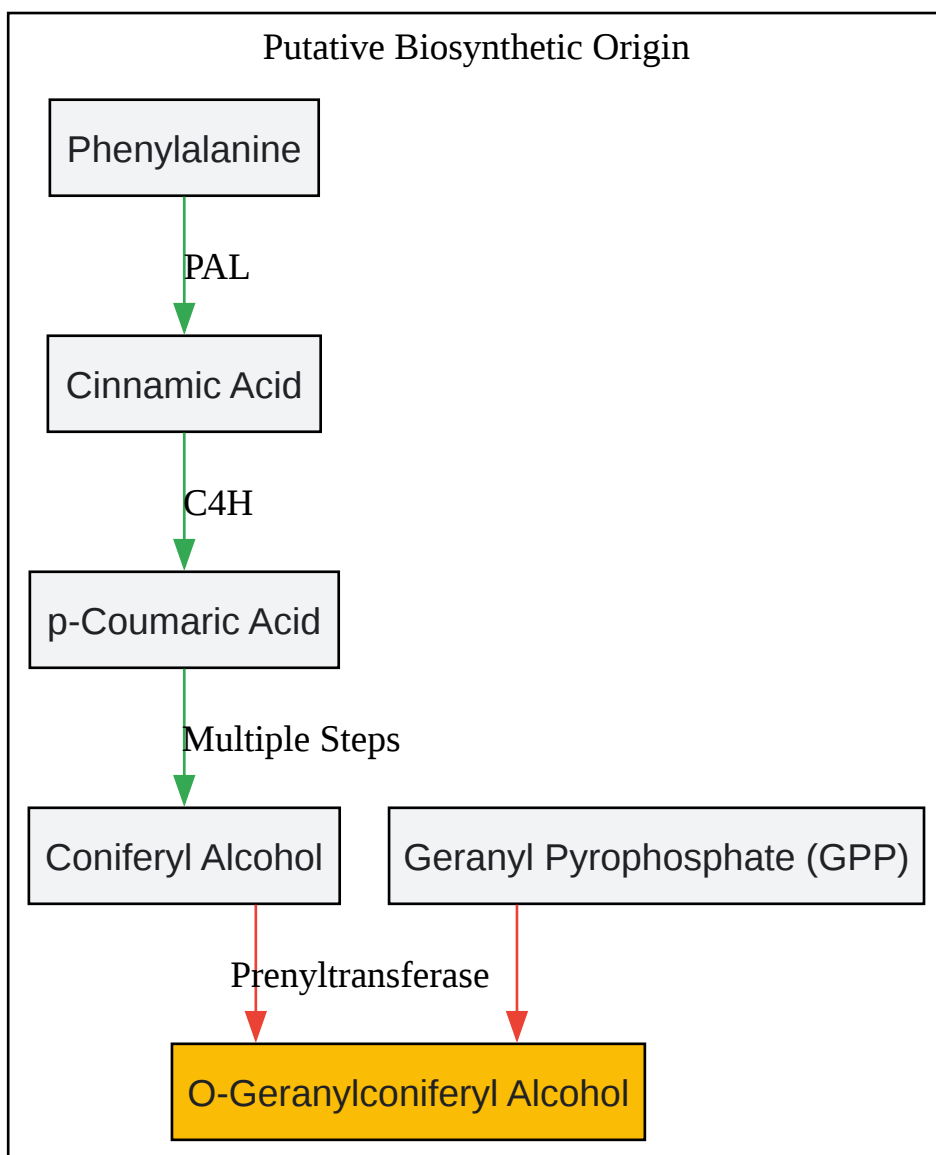 Putative Biosynthetic Origin
Phenylalanine
PAL
Cinnamic Acid
C4H
p-Coumaric Acid
Multiple Steps
Coniferyl Alcohol
Geranyl Pyrophosphate (GPP)
Prenyltransferase
O-Geranylconiferyl Alcohol